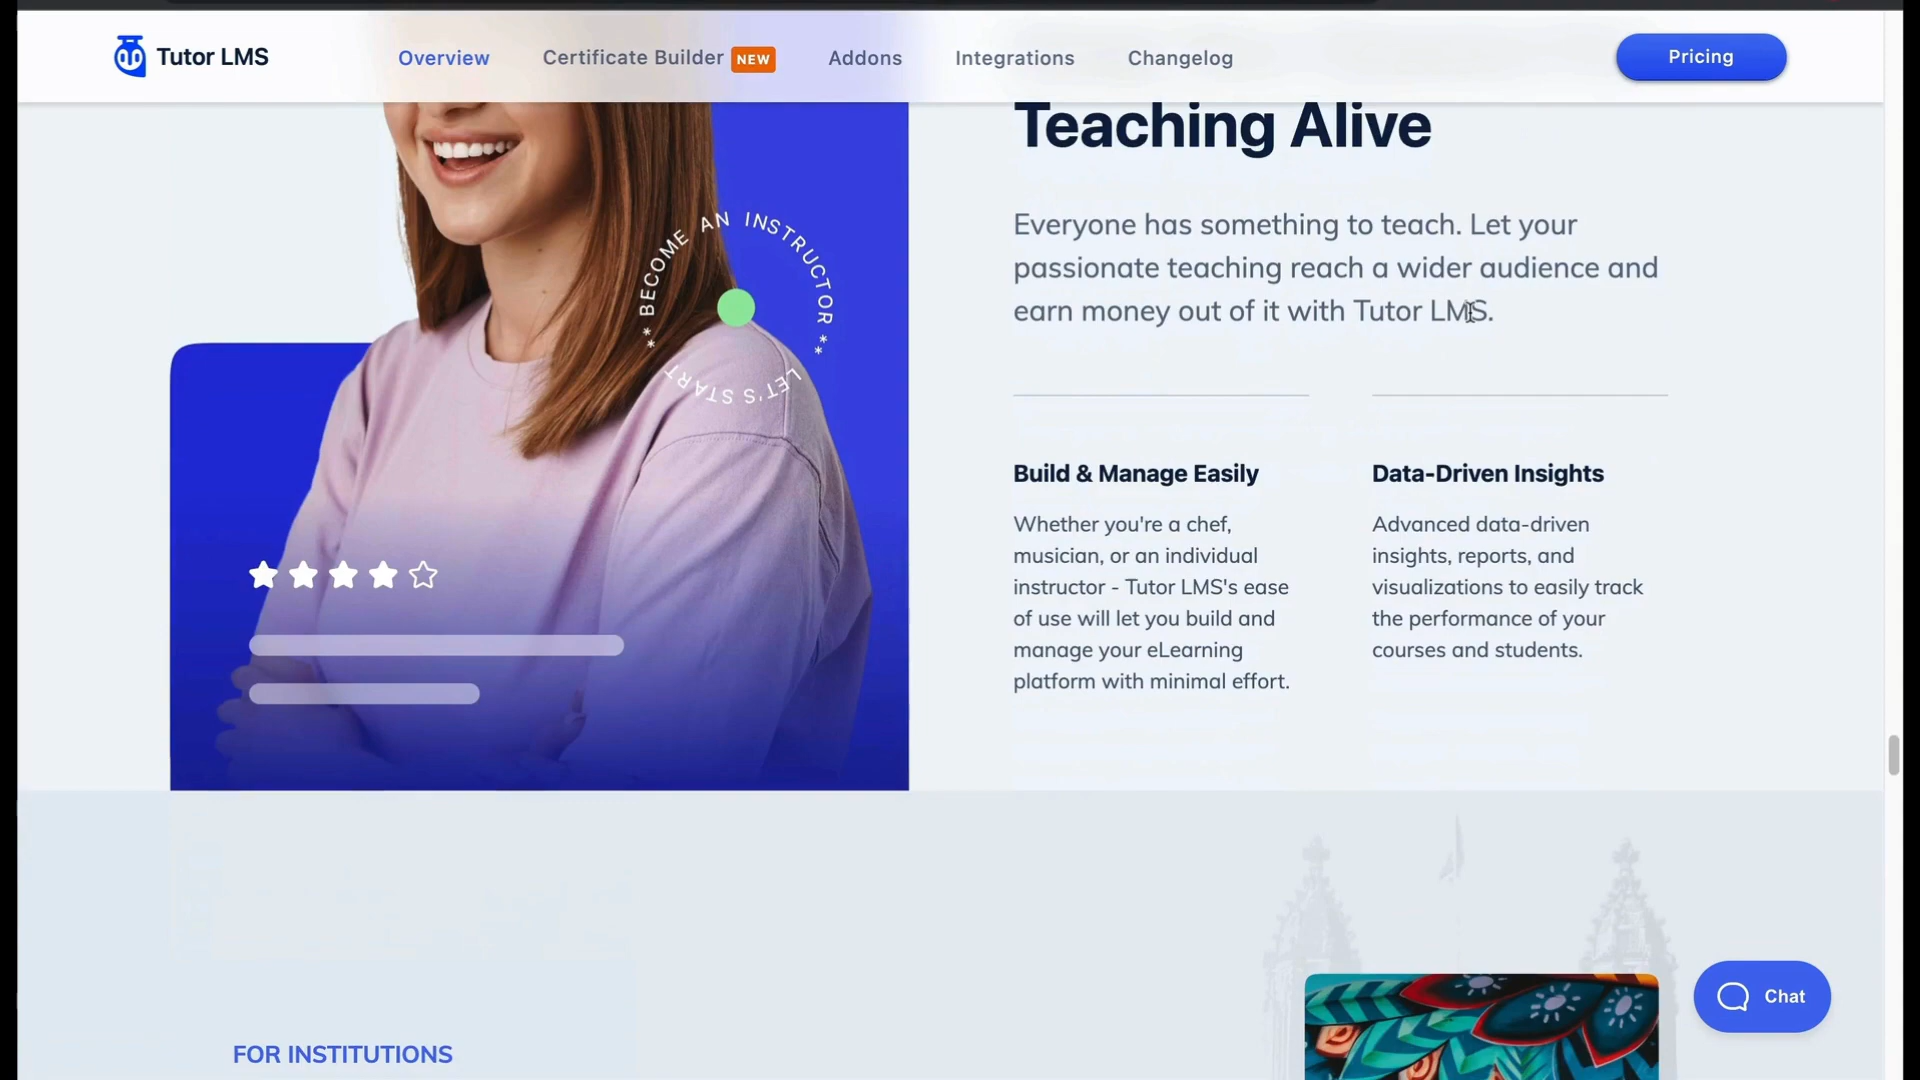 Tutor LMS
Overview
Certificate Builder NEW
Addons
Integrations
Changelog
Pricing
Teaching Alive
Everyone has something to teach. Let your
passionate teaching reach a wider audience and
earn money out of it with Tutor LMS.
** BECOME AN INSTRUCTOR **
LET'S START
Build & Manage Easily
Whether you're a chef,
musician, or an individual
instructor - Tutor LMS's ease
of use will let you build and
manage your eLearning
platform with minimal effort.
Data-Driven Insights
Advanced data-driven
insights, reports, and
visualizations to easily track
the performance of your
courses and students.
FOR INSTITUTIONS
Chat